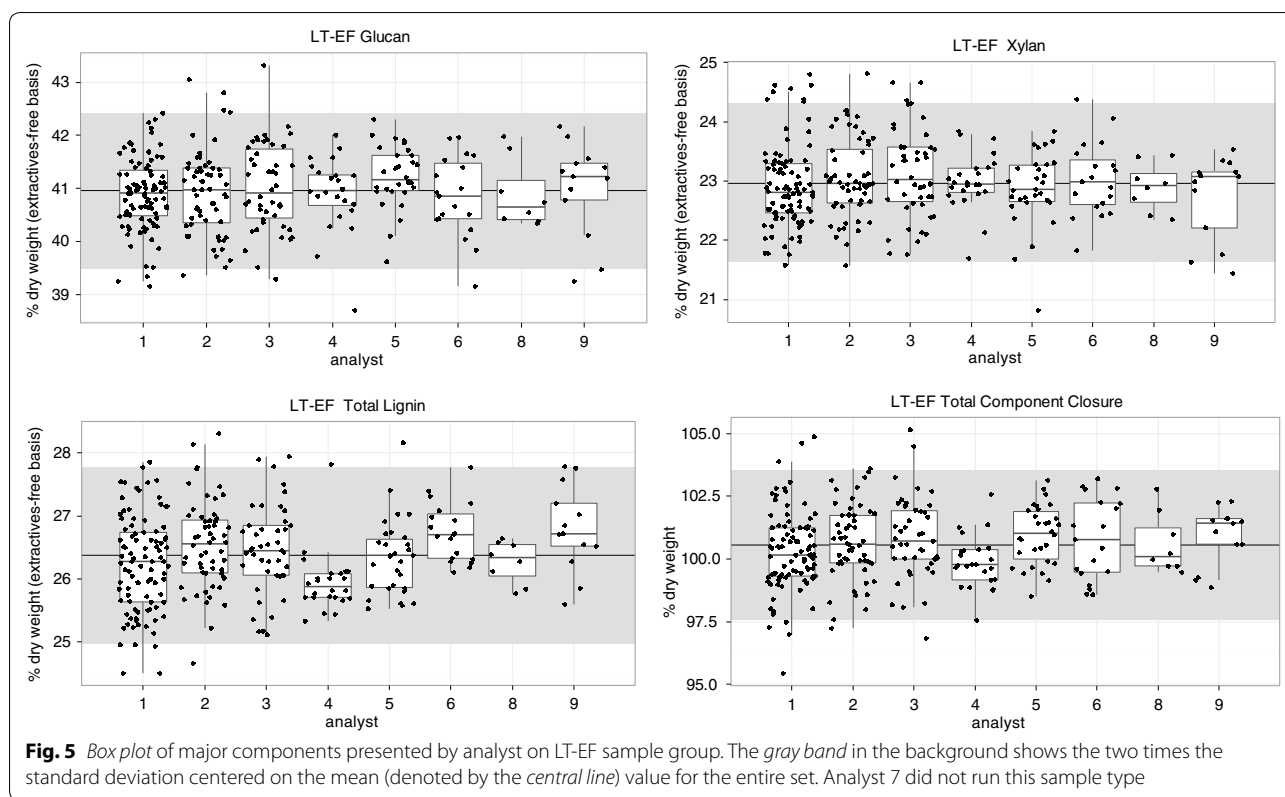 LT-EF Glucan
% dry weight (extractives-free basis)
43
42
41
40
39
1 2 3 4 5 6 8 9
analyst
LT-EF Xylan
% dry weight (extractives-free basis)
25
24
23
22
21
1 2 3 4 5 6 8 9
analyst
LT-EF Total Lignin
% dry weight (extractives-free basis)
28
27
26
25
1 2 3 4 5 6 8 9
analyst
LT-EF Total Component Closure
% dry weight
105.0
102.5
100.0
97.5
95.0
1 2 3 4 5 6 8 9
analyst
Fig. 5 Box plot of major components presented by analyst on LT-EF sample group. The gray band in the background shows the two times the
standard deviation centered on the mean (denoted by the central line) value for the entire set. Analyst 7 did not run this sample type